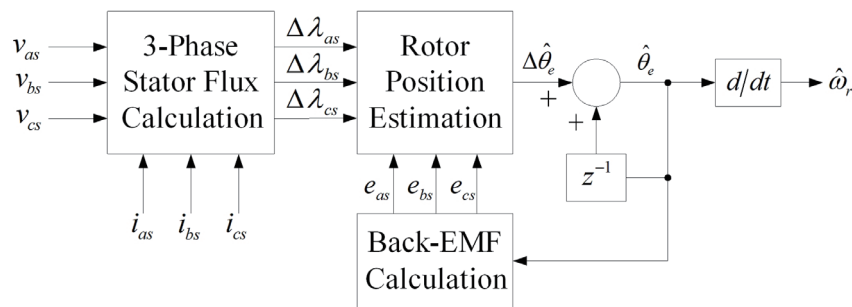 v_as
v_bs
v_cs
3-Phase
Stator Flux
Calculation
i_as
i_bs
i_cs
Δλ_as
Δλ_bs
Δλ_cs
Rotor
Position
Estimation
e_as
e_bs
e_cs
Back-EMF
Calculation
Δθ̂_e
+
+
z⁻¹
θ̂_e
d/dt
ω̂_r